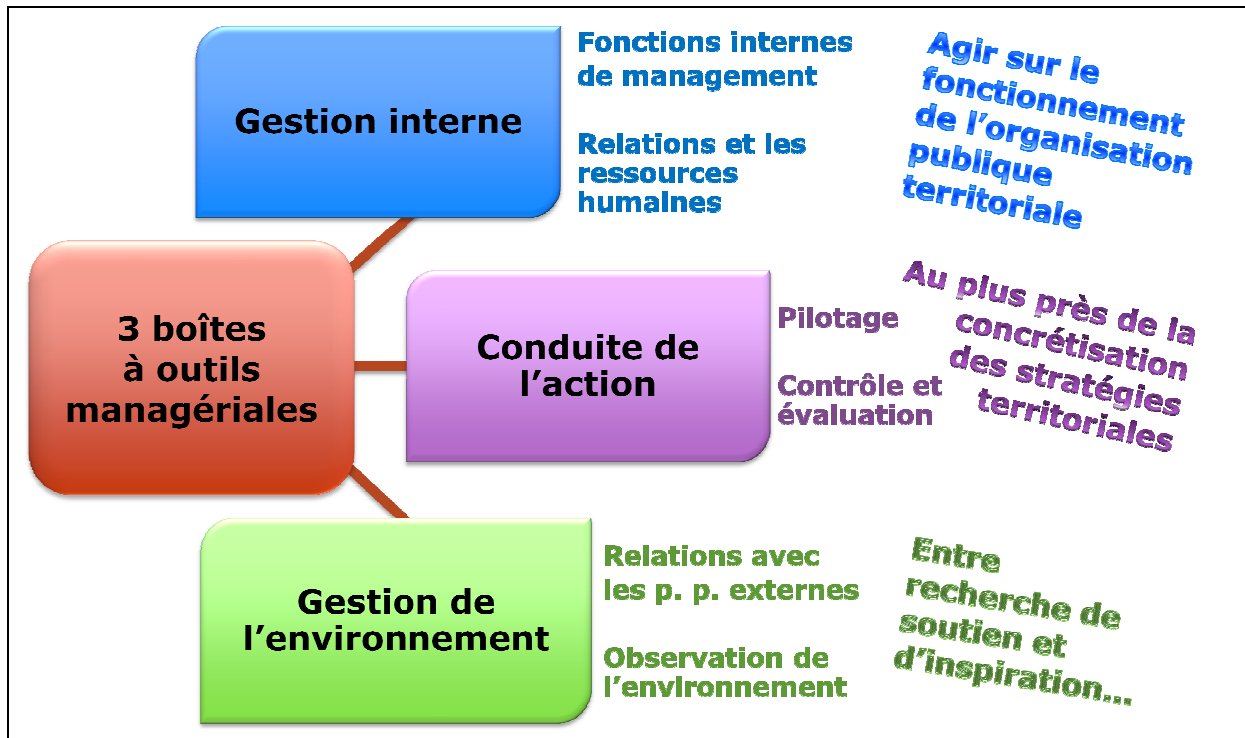 Gestion interne
Fonctions internes
de management
Relations et les
ressources
humaines
Agir sur le
fonctionnement
de l'organisation
publique
territoriale
3 boîtes
à outils
managériales
Conduite de
l'action
Pilotage
Contrôle et
évaluation
Au plus près de la
concrétisation
des stratégies
territoriales
Gestion de
l'environnement
Relations avec
les p. p. externes
Observation de
l'environnement
Entre
recherche de
soutien et
d'inspiration...